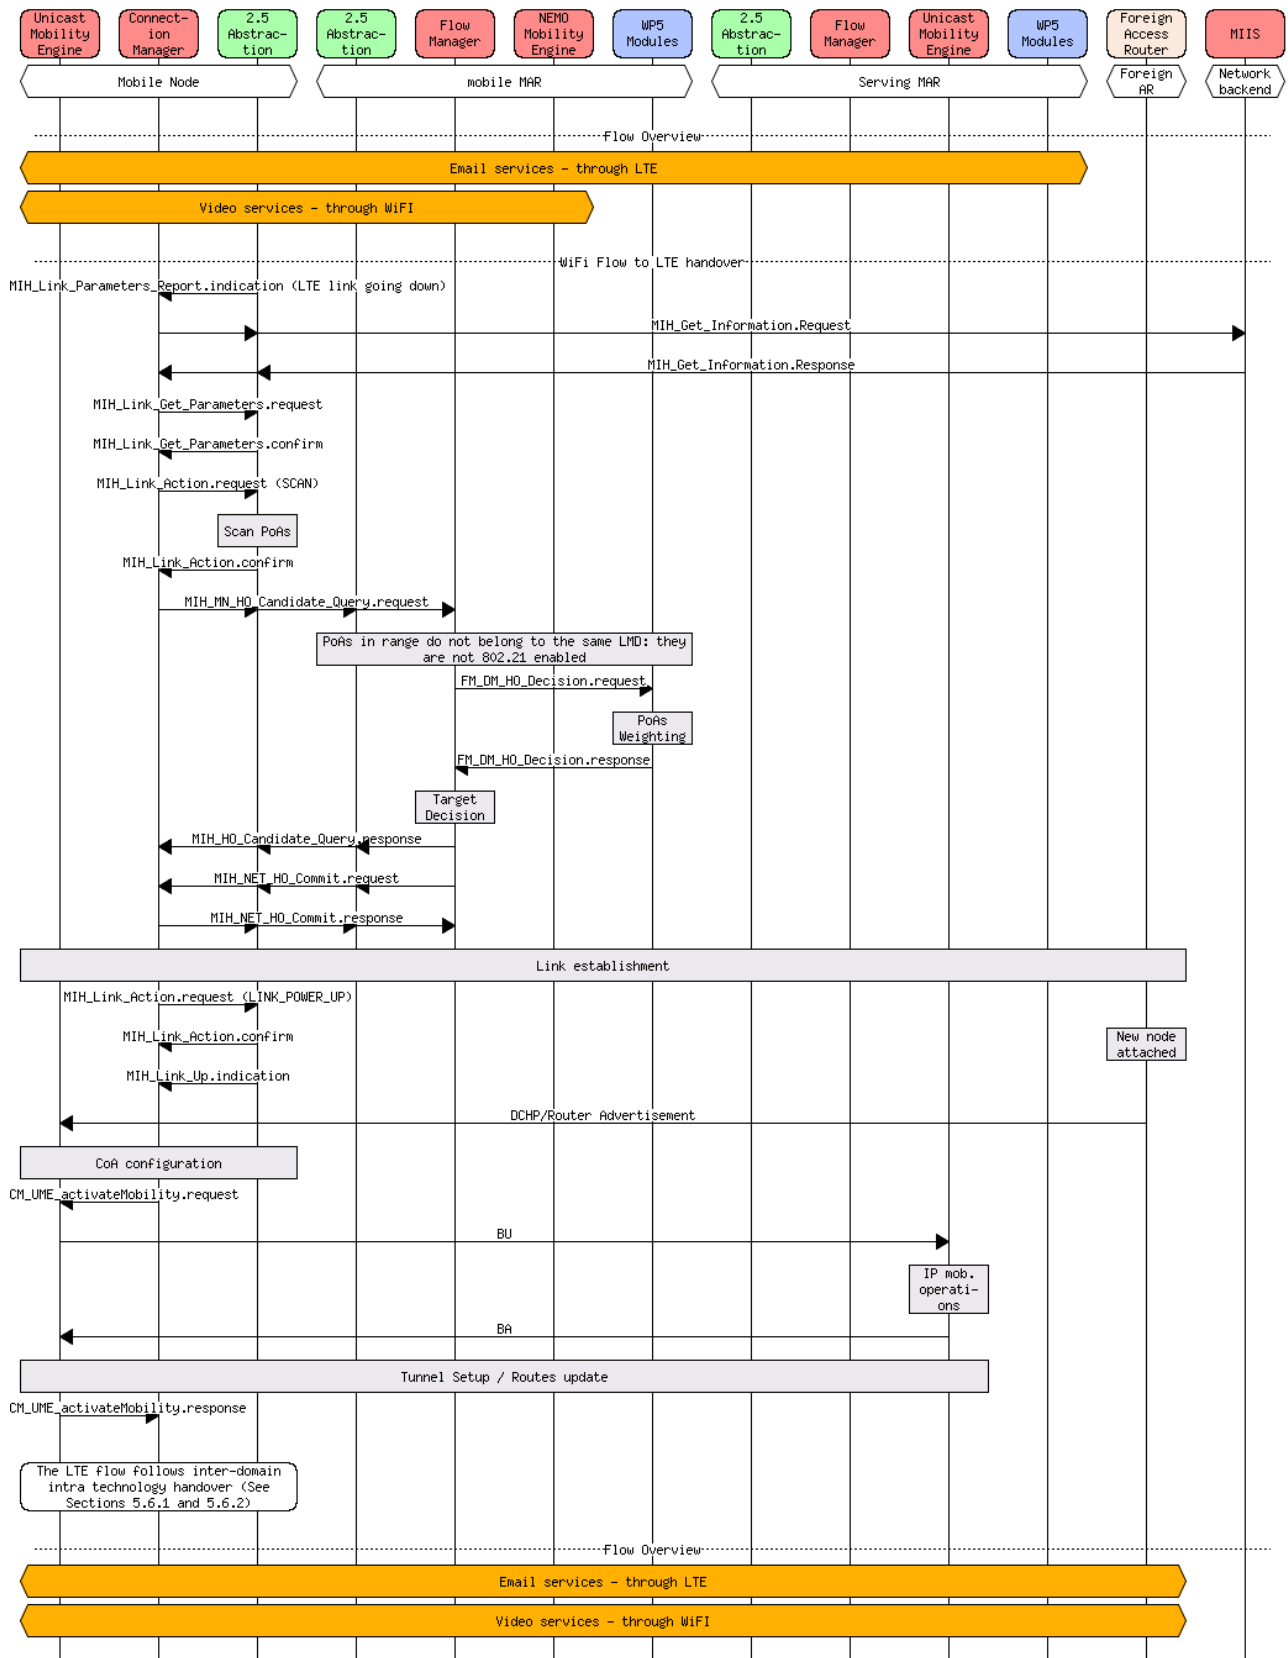 Unicast
Mobility
Engine
Connect-
ion
Manager
2.5
Abstrac-
tion
2.5
Abstrac-
tion
Flow
Manager
NEMO
Mobility
Engine
WP5
Modules
2.5
Abstrac-
tion
Flow
Manager
Unicast
Mobility
Engine
WP5
Modules
Foreign
Access
Router
MIIS
Mobile Node
mobile MAR
Serving MAR
Foreign
AR
Network
backend
Flow Overview
Email services - through LTE
Video services - through WiFI
WiFi Flow to LTE handover
MIH_Link_Parameters_Report.indication (LTE link going down)
MIH_Get_Information.Request
MIH_Get_Information.Response
MIH_Link_Get_Parameters.request
MIH_Link_Get_Parameters.confirm
MIH_Link_Action.request (SCAN)
Scan PoAs
MIH_Link_Action.confirm
MIH_MN_HO_Candidate_Query.request
PoAs in range do not belong to the same LMD: they
are not 802.21 enabled
FM_DM_HO_Decision.request
PoAs
Weighting
FM_DM_HO_Decision.response
Target
Decision
MIH_HO_Candidate_Query.response
MIH_NET_HO_Commit.request
MIH_NET_HO_Commit.response
Link establishment
MIH_Link_Action.request (LINK_POWER_UP)
MIH_Link_Action.confirm
New node
attached
MIH_Link_Up.indication
DCHP/Router Advertisement
CoA configuration
CM_UME_activateMobility.request
BU
IP mob.
operati-
ons
BA
Tunnel Setup / Routes update
CM_UME_activateMobility.response
The LTE flow follows inter-domain
intra technology handover (See
Sections 5.6.1 and 5.6.2)
Flow Overview
Email services - through LTE
Video services - through WiFI